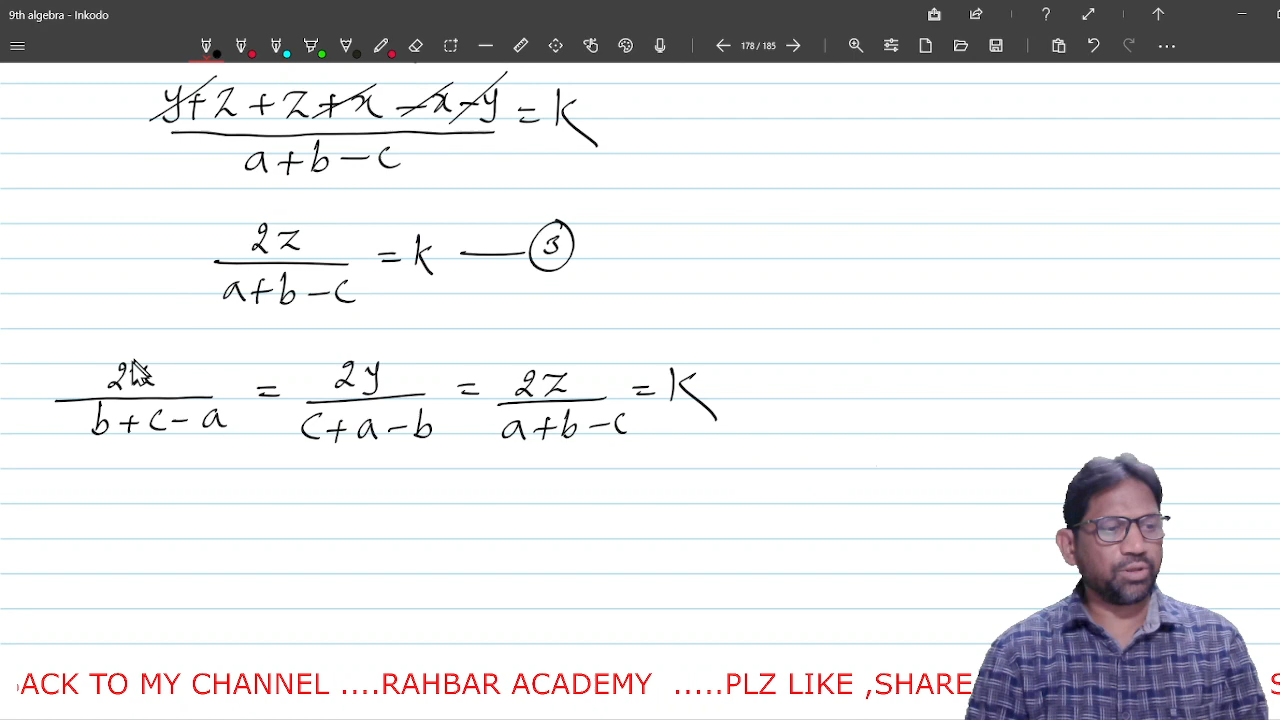 9th algebra - Inkodo
178 / 185
y+z+z+x-x-y = K
a+b-c
2z = k —— ③
a+b-c
2x = 2y = 2z = K
b+c-a c+a-b a+b-c
ACK TO MY CHANNEL ....RAHBAR ACADEMY .....PLZ LIKE ,SHARE